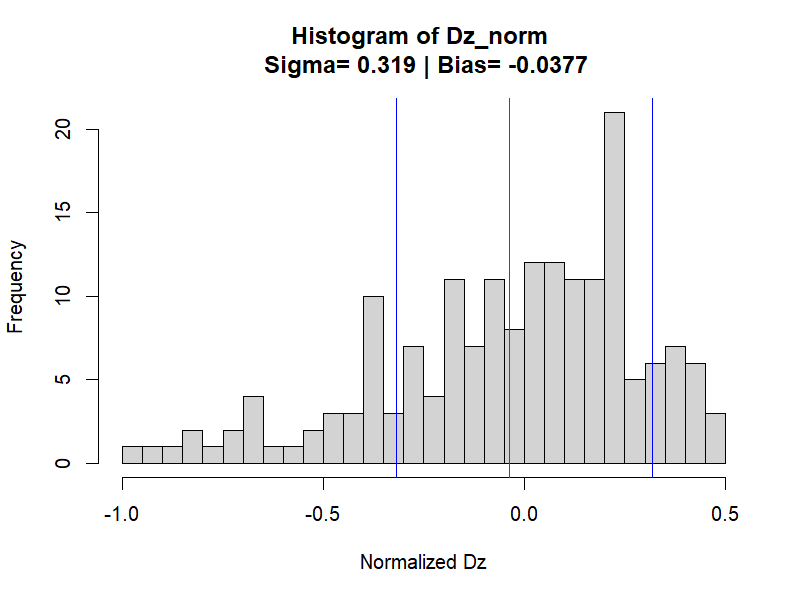 Histogram of Dz_norm
Sigma= 0.319 | Bias= -0.0377
20
15
10
5
0
Frequency
-1.0 -0.5 0.0 0.5
Normalized Dz